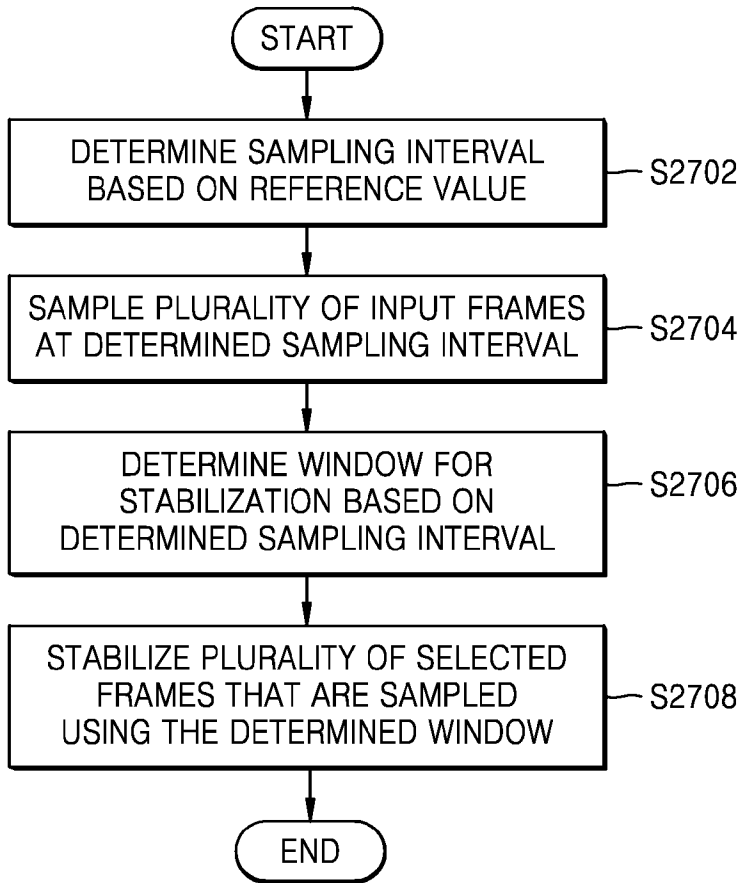 START
DETERMINE SAMPLING INTERVAL
BASED ON REFERENCE VALUE
S2702
SAMPLE PLURALITY OF INPUT FRAMES
AT DETERMINED SAMPLING INTERVAL
S2704
DETERMINE WINDOW FOR
STABILIZATION BASED ON
DETERMINED SAMPLING INTERVAL
S2706
STABILIZE PLURALITY OF SELECTED
FRAMES THAT ARE SAMPLED
USING THE DETERMINED WINDOW
S2708
END